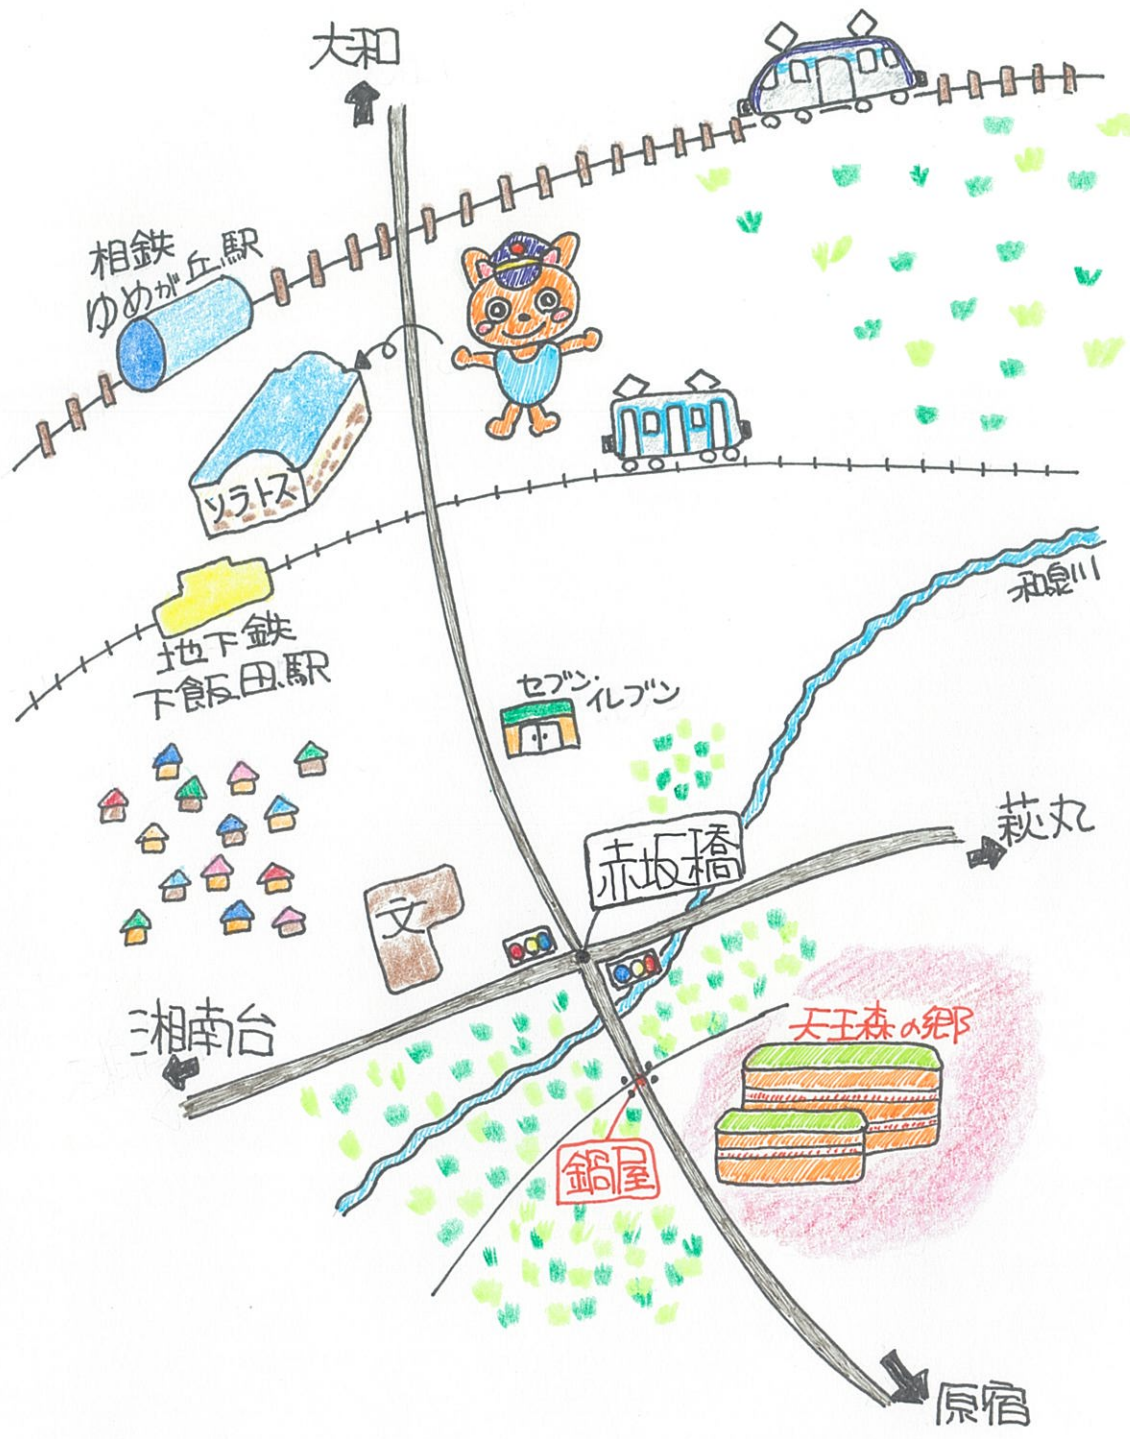 大和
相鉄
ゆめが丘駅
ソラトス
地下鉄
下飯田駅
和泉川
セブン-
イレブン
萩丸
赤坂橋
文
湘南台
天王森の郷
鍋屋
原宿